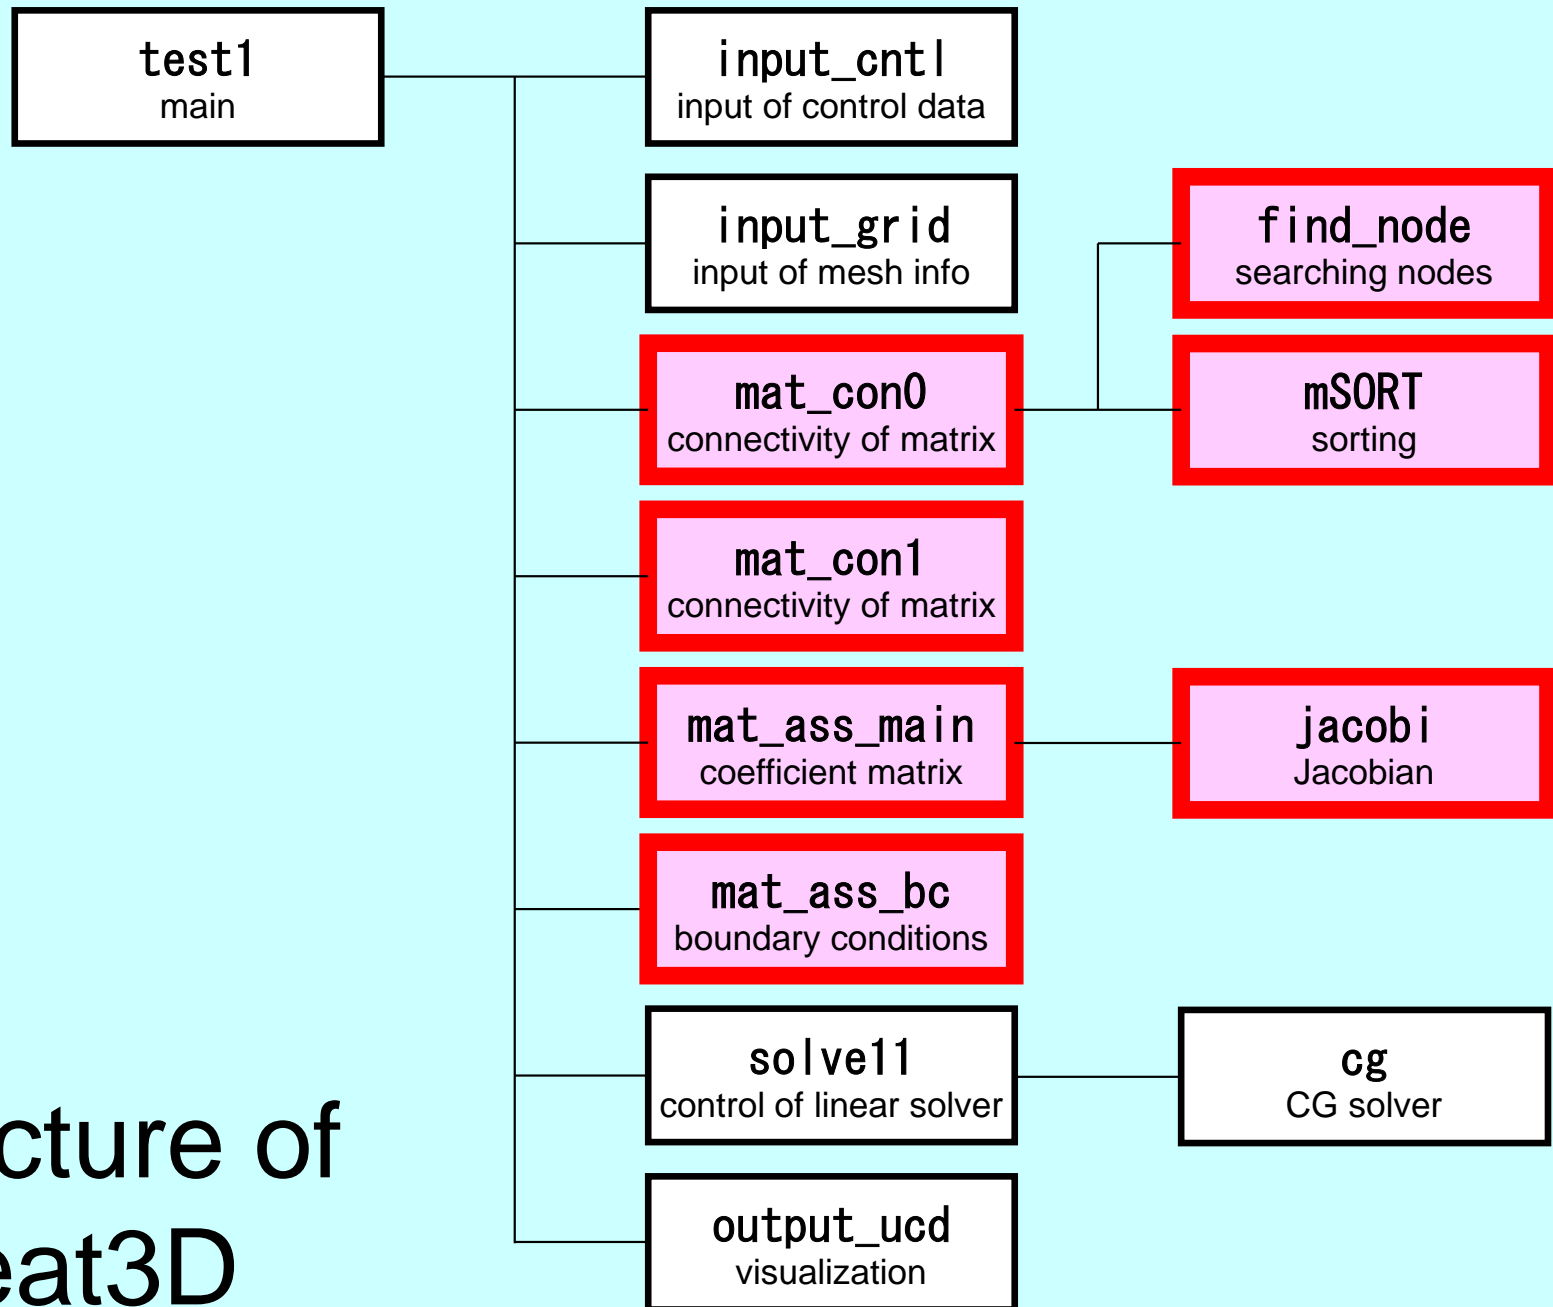 test1
main
input_cntl
input of control data
input_grid
input of mesh info
find_node
searching nodes
mat_con0
connectivity of matrix
mSORT
sorting
mat_con1
connectivity of matrix
mat_ass_main
coefficient matrix
jacobi
Jacobian
mat_ass_bc
boundary conditions
solve11
control of linear solver
cg
CG solver
output_ucd
visualization
cture of
eat3D